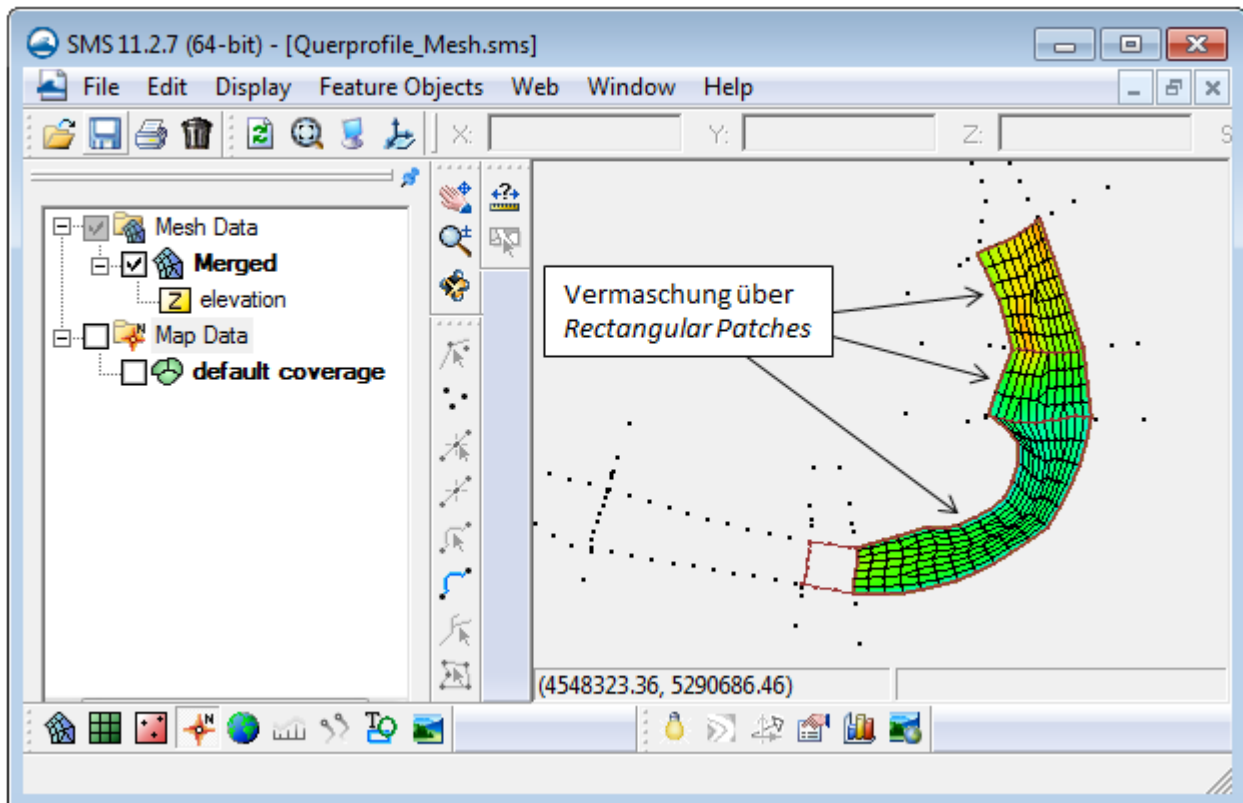 SMS 11.2.7 (64-bit) - [Querprofile_Mesh.sms]
File Edit Display Feature Objects Web Window Help
X: Y: Z: S
Mesh Data
Merged
Z elevation
Map Data
default coverage
Vermaschung über
Rectangular Patches
(4548323.36, 5290686.46)